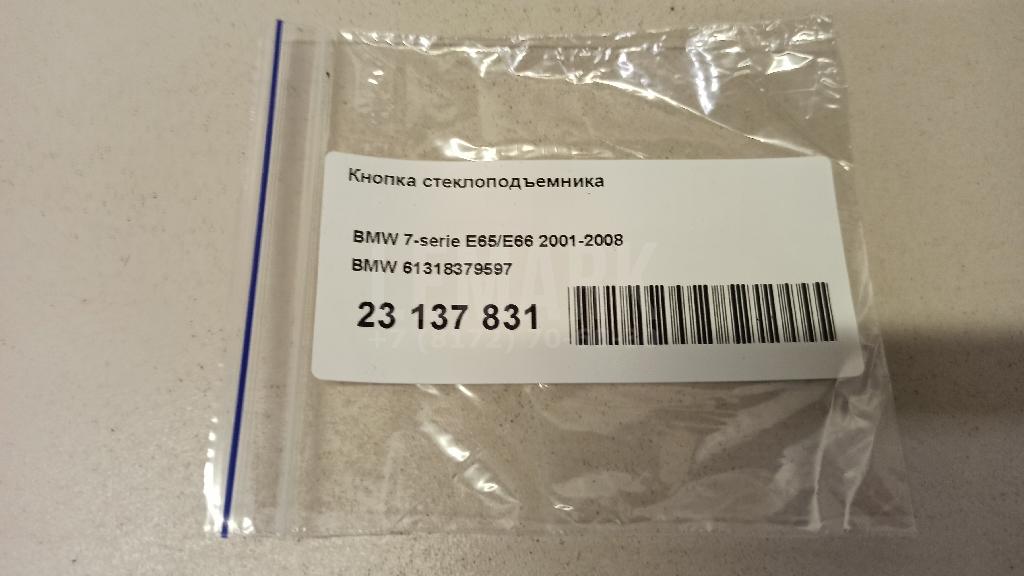 Кнопка стеклоподъемника
BMW 7-serie E65/E66 2001-2008
BMW 61318379597
23 137 831